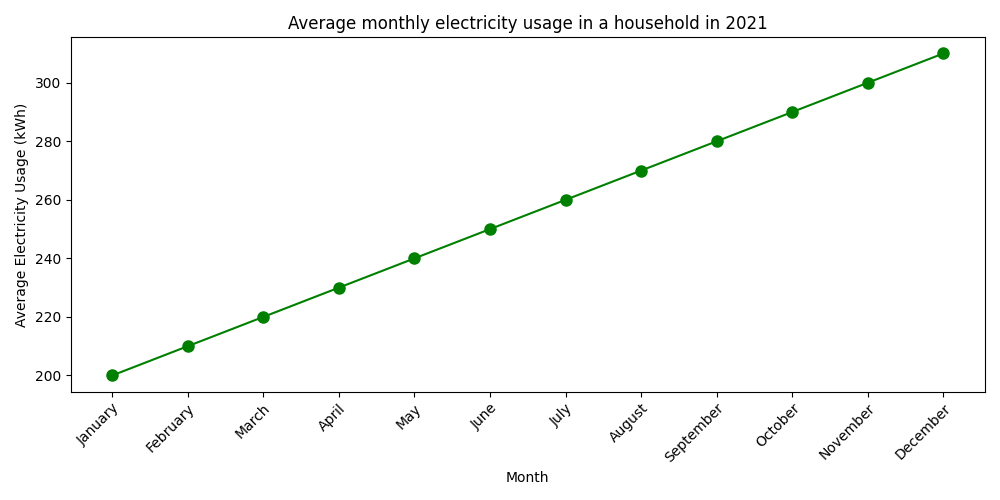 Average monthly electricity usage in a household in 2021
Average Electricity Usage (kWh)
300
280
260
240
220
200
January
February
March
April
May
June
July
August
September
October
November
December
Month